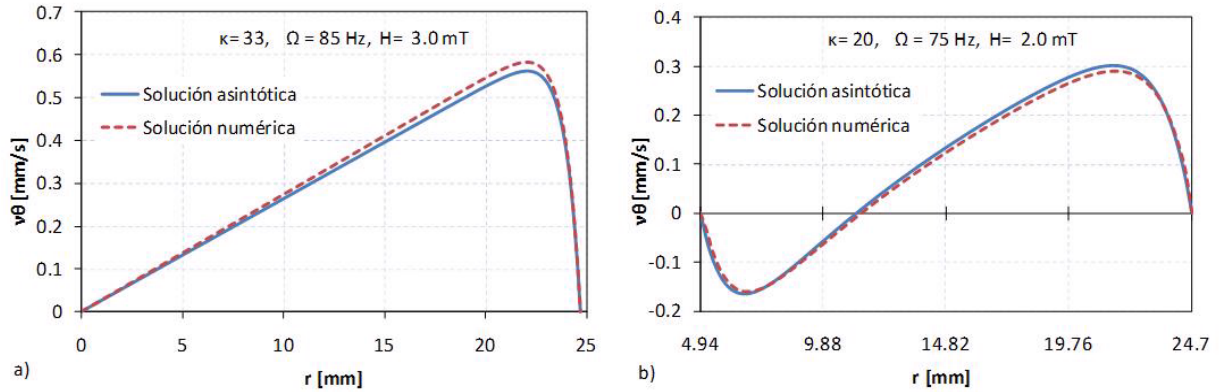 κ= 33, Ω = 85 Hz, H= 3.0 mT
Solución asintótica
Solución numérica
νθ [mm/s]
0.7
0.6
0.5
0.4
0.3
0.2
0.1
0
0 5 10 15 20 25
r [mm]
a)
κ= 20, Ω = 75 Hz, H= 2.0 mT
Solución asintótica
Solución numérica
νθ [mm/s]
0.4
0.3
0.2
0.1
0
-0.1
-0.2
4.94 9.88 14.82 19.76 24.7
r [mm]
b)